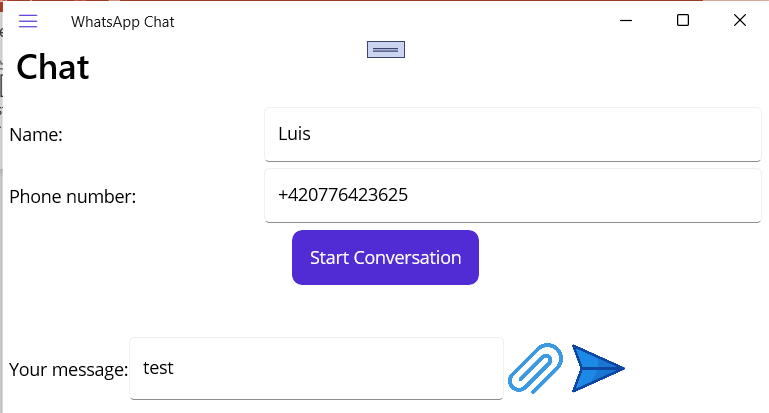 WhatsApp Chat
Chat
Name:
Luis
Phone number:
+420776423625
Start Conversation
Your message:
test